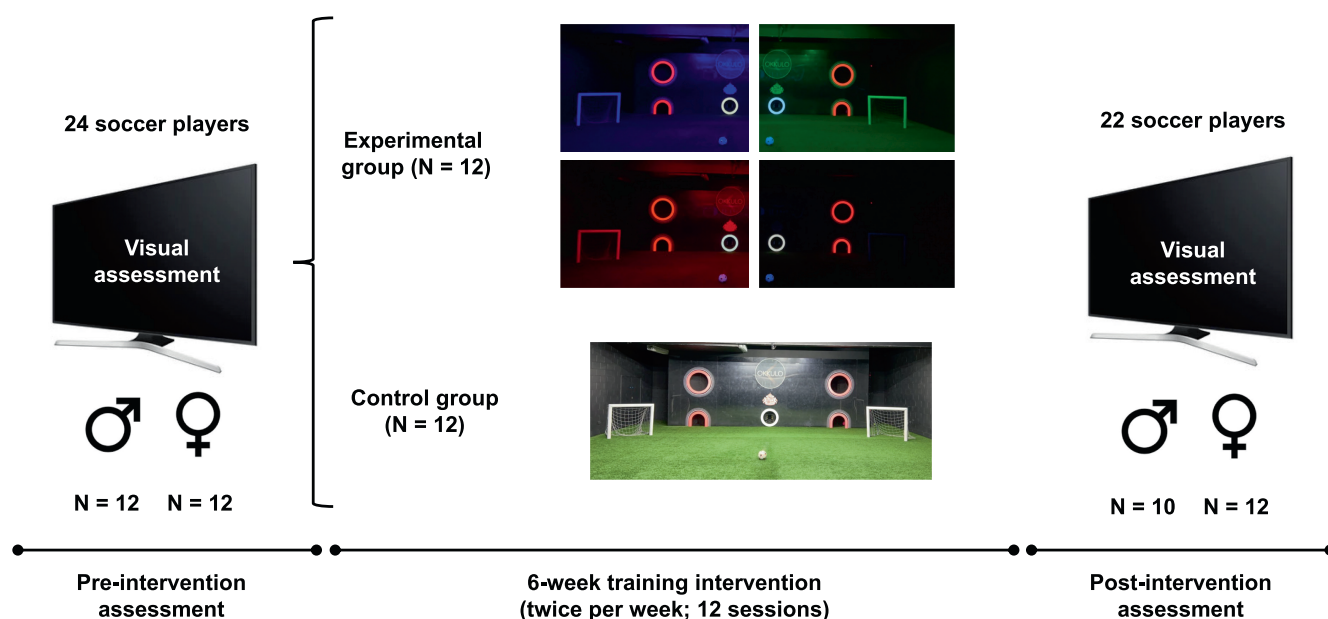 24 soccer players
Visual
assessment
N = 12 N = 12
Experimental
group (N = 12)
Control group
(N = 12)
22 soccer players
Visual
assessment
N = 10 N = 12
Pre-intervention
assessment
6-week training intervention
(twice per week; 12 sessions)
Post-intervention
assessment